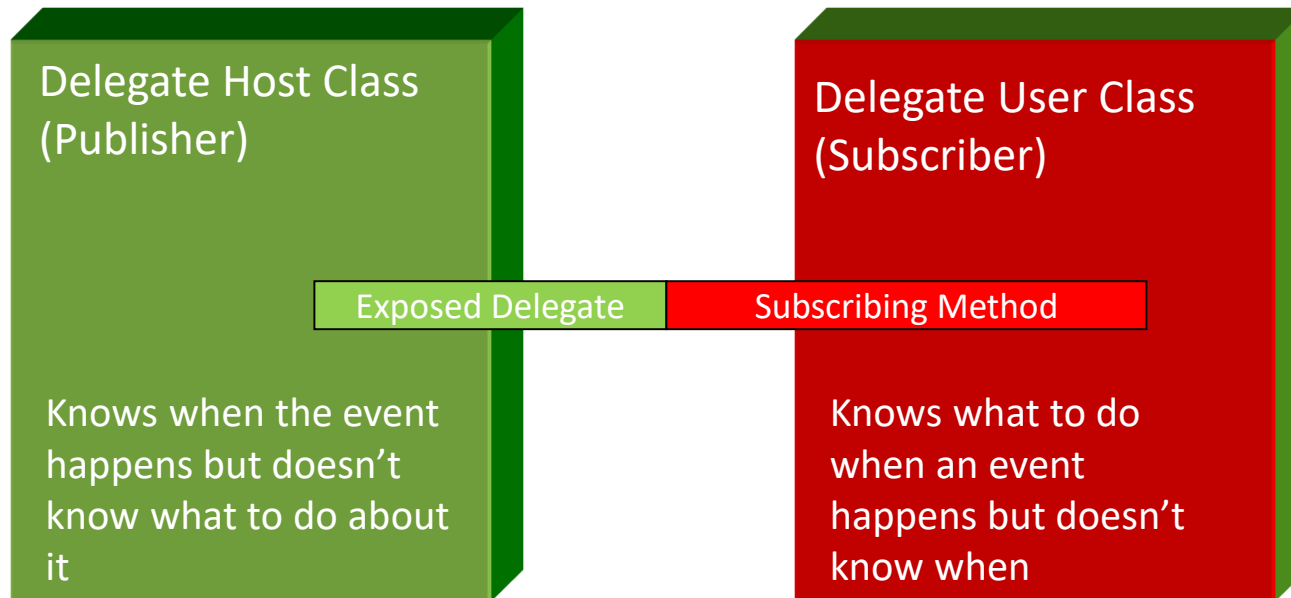 Delegate Host Class
(Publisher)
Delegate User Class
(Subscriber)
Exposed Delegate
Subscribing Method
Knows when the event
happens but doesn’t
know what to do about
it
Knows what to do
when an event
happens but doesn’t
know when